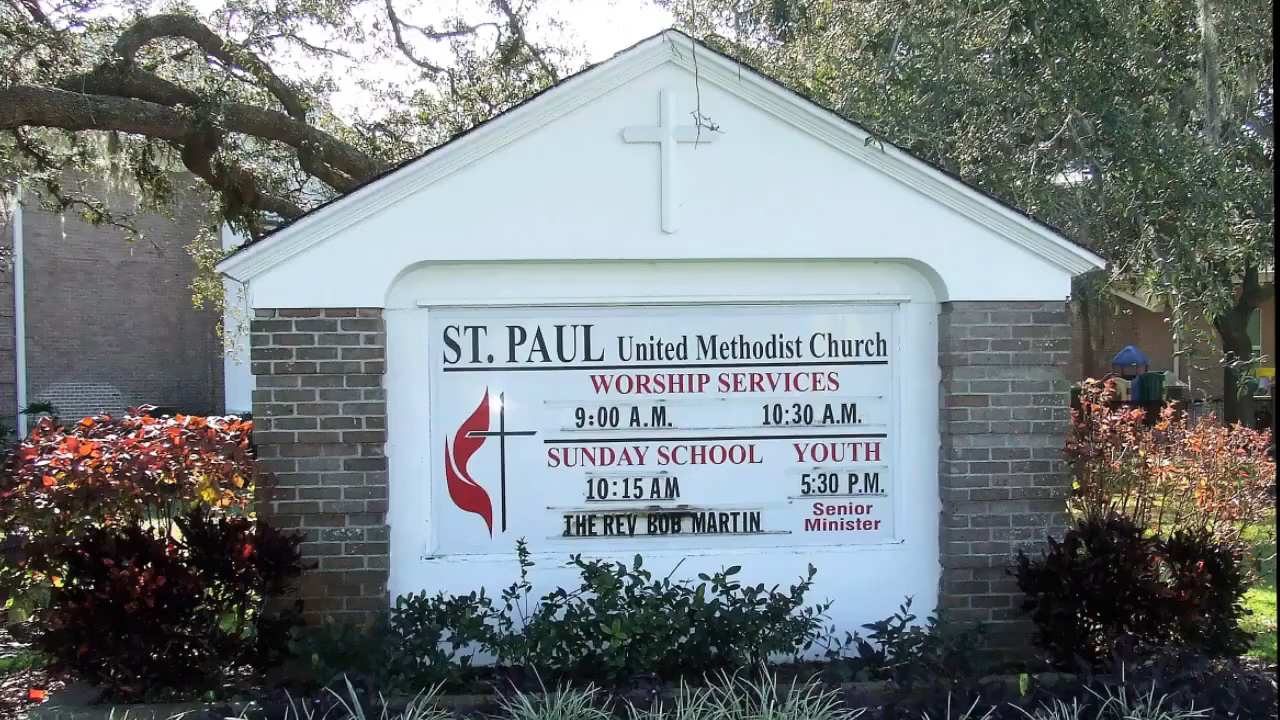 ST. PAUL United Methodist Church
WORSHIP SERVICES
9:00 A.M. 10:30 A.M.
SUNDAY SCHOOL YOUTH
10:15 AM 5:30 P.M.
THE REV BOB MARTIN Senior
Minister